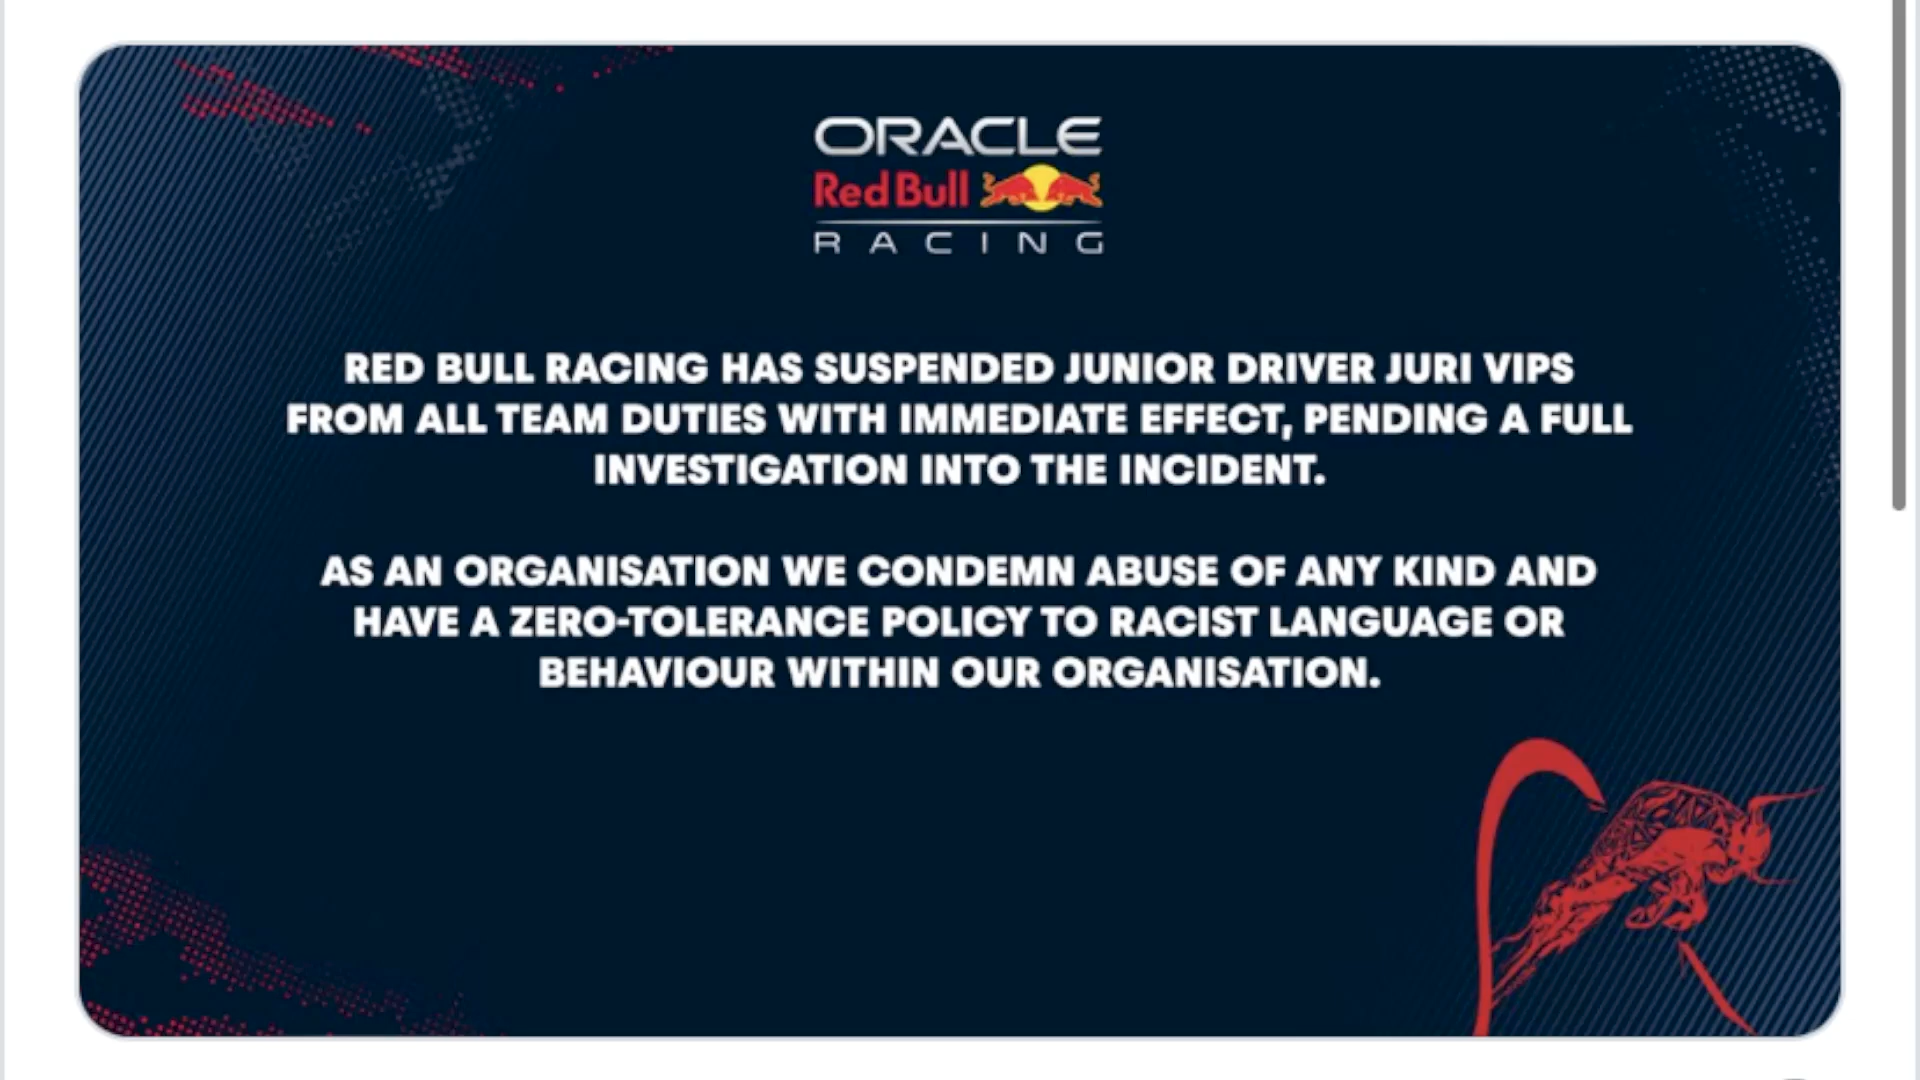 ORACLE
Red Bull
RACING
RED BULL RACING HAS SUSPENDED JUNIOR DRIVER JURI VIPS
FROM ALL TEAM DUTIES WITH IMMEDIATE EFFECT, PENDING A FULL
INVESTIGATION INTO THE INCIDENT.
AS AN ORGANISATION WE CONDEMN ABUSE OF ANY KIND AND
HAVE A ZERO-TOLERANCE POLICY TO RACIST LANGUAGE OR
BEHAVIOUR WITHIN OUR ORGANISATION.